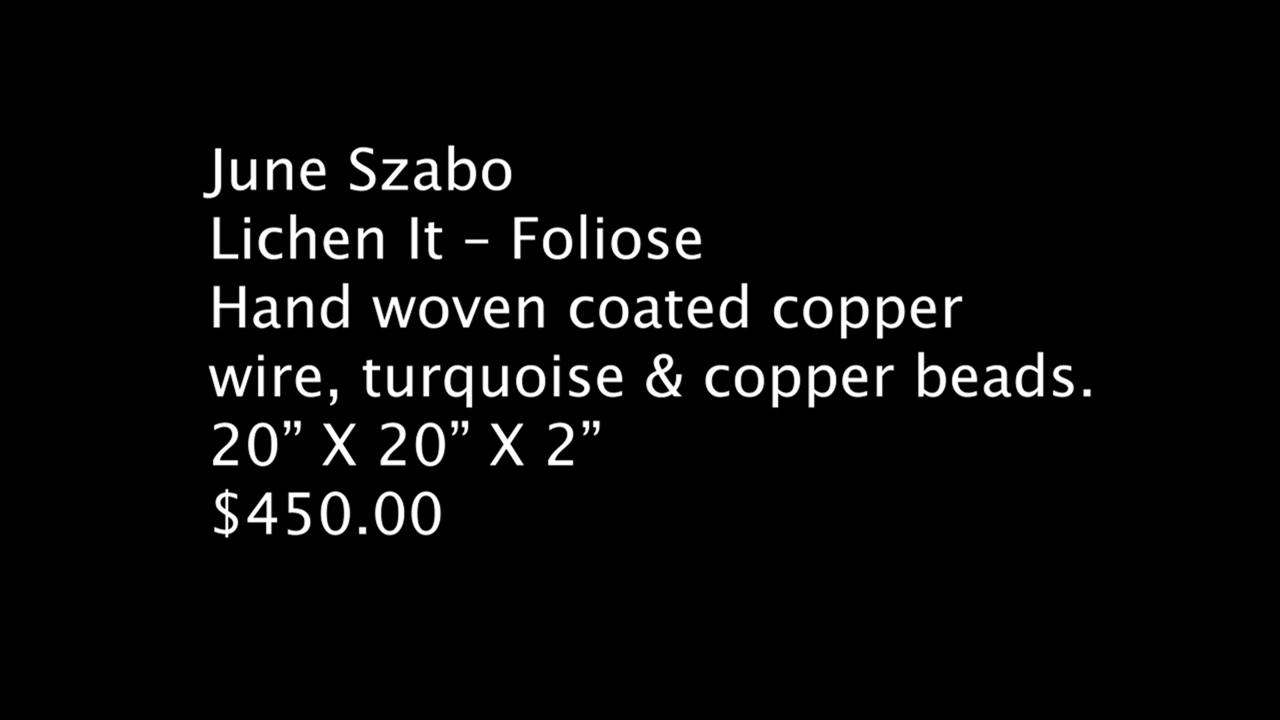 June Szabo
Lichen It – Foliose
Hand woven coated copper
wire, turquoise & copper beads.
20” X 20” X 2”
$450.00